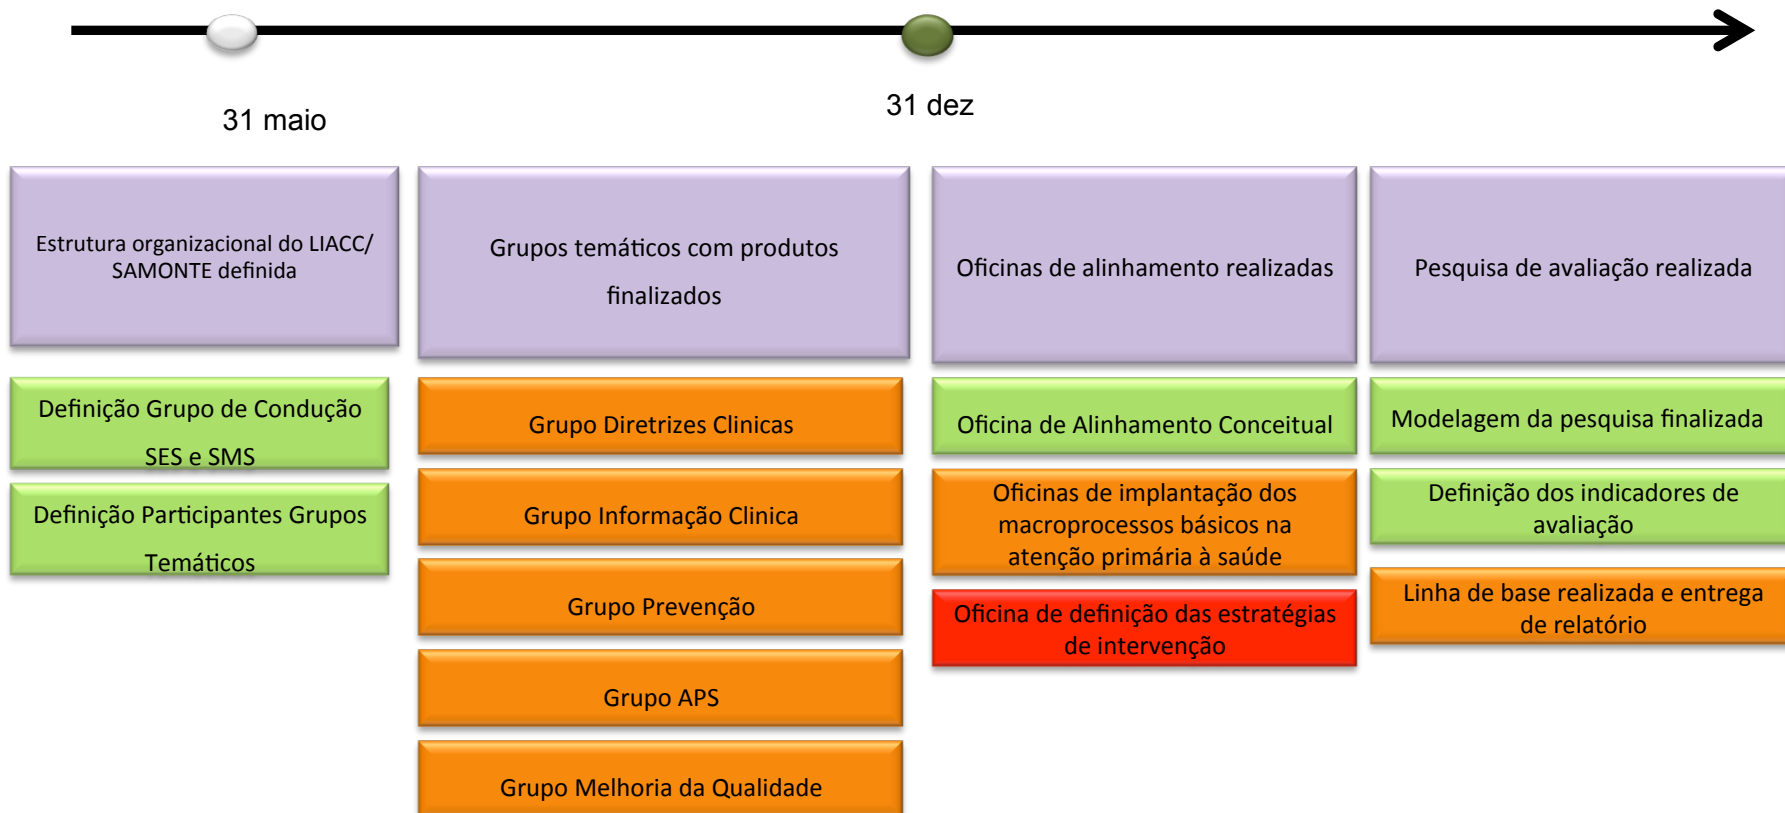 31 maio
31 dez
Estrutura organizacional do LIACC/
SAMONTE definida
Grupos temáticos com produtos
finalizados
Oficinas de alinhamento realizadas
Pesquisa de avaliação realizada
Definição Grupo de Condução
SES e SMS
Definição Participantes Grupos
Temáticos
Grupo Diretrizes Clinicas
Grupo Informação Clinica
Grupo Prevenção
Grupo APS
Grupo Melhoria da Qualidade
Oficina de Alinhamento Conceitual
Oficinas de implantação dos
macroprocessos básicos na
atenção primária à saúde
Oficina de definição das estratégias
de intervenção
Modelagem da pesquisa finalizada
Definição dos indicadores de
avaliação
Linha de base realizada e entrega
de relatório